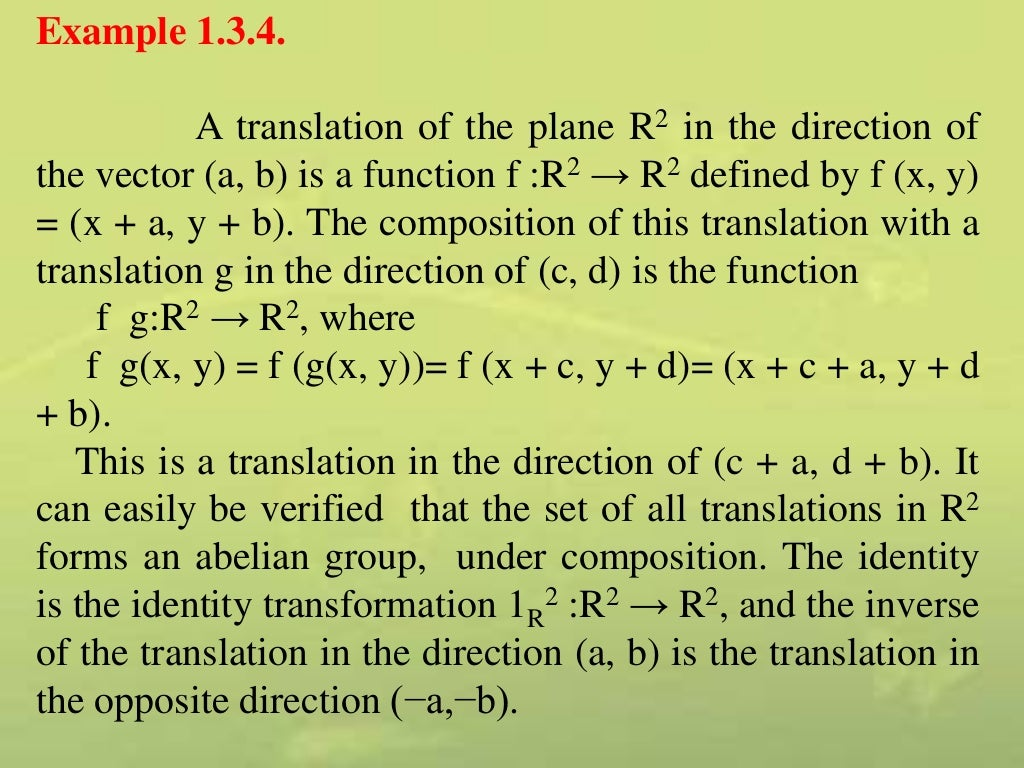 Example 1.3.4.
A translation of the plane R² in the direction of
the vector (a, b) is a function f :R² → R² defined by f (x, y)
= (x + a, y + b). The composition of this translation with a
translation g in the direction of (c, d) is the function
f  g:R² → R², where
f  g(x, y) = f (g(x, y))= f (x + c, y + d)= (x + c + a, y + d
+ b).
This is a translation in the direction of (c + a, d + b). It
can easily be verified  that the set of all translations in R²
forms an abelian group,  under composition. The identity
is the identity transformation 1_R² :R² → R², and the inverse
of the translation in the direction (a, b) is the translation in
the opposite direction (−a,−b).